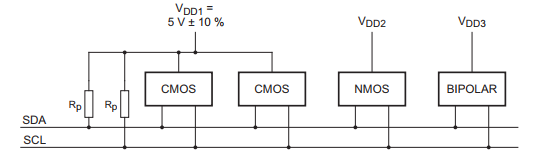 VDD1 =
5 V ± 10 %
VDD2
VDD3
CMOS
CMOS
NMOS
BIPOLAR
Rp
Rp
SDA
SCL